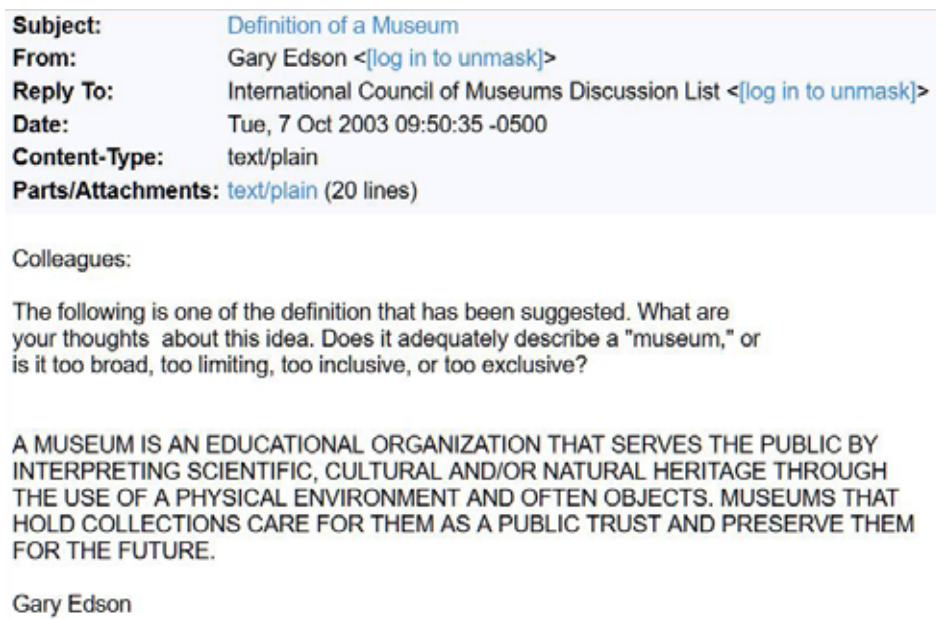 Subject: Definition of a Museum
From: Gary Edson <[log in to unmask]>
Reply To: International Council of Museums Discussion List <[log in to unmask]>
Date: Tue, 7 Oct 2003 09:50:35 -0500
Content-Type: text/plain
Parts/Attachments: text/plain (20 lines)
Colleagues:
The following is one of the definition that has been suggested. What are
your thoughts  about this idea. Does it adequately describe a "museum," or
is it too broad, too limiting, too inclusive, or too exclusive?
A MUSEUM IS AN EDUCATIONAL ORGANIZATION THAT SERVES THE PUBLIC BY
INTERPRETING SCIENTIFIC, CULTURAL AND/OR NATURAL HERITAGE THROUGH
THE USE OF A PHYSICAL ENVIRONMENT AND OFTEN OBJECTS. MUSEUMS THAT
HOLD COLLECTIONS CARE FOR THEM AS A PUBLIC TRUST AND PRESERVE THEM
FOR THE FUTURE.
Gary Edson